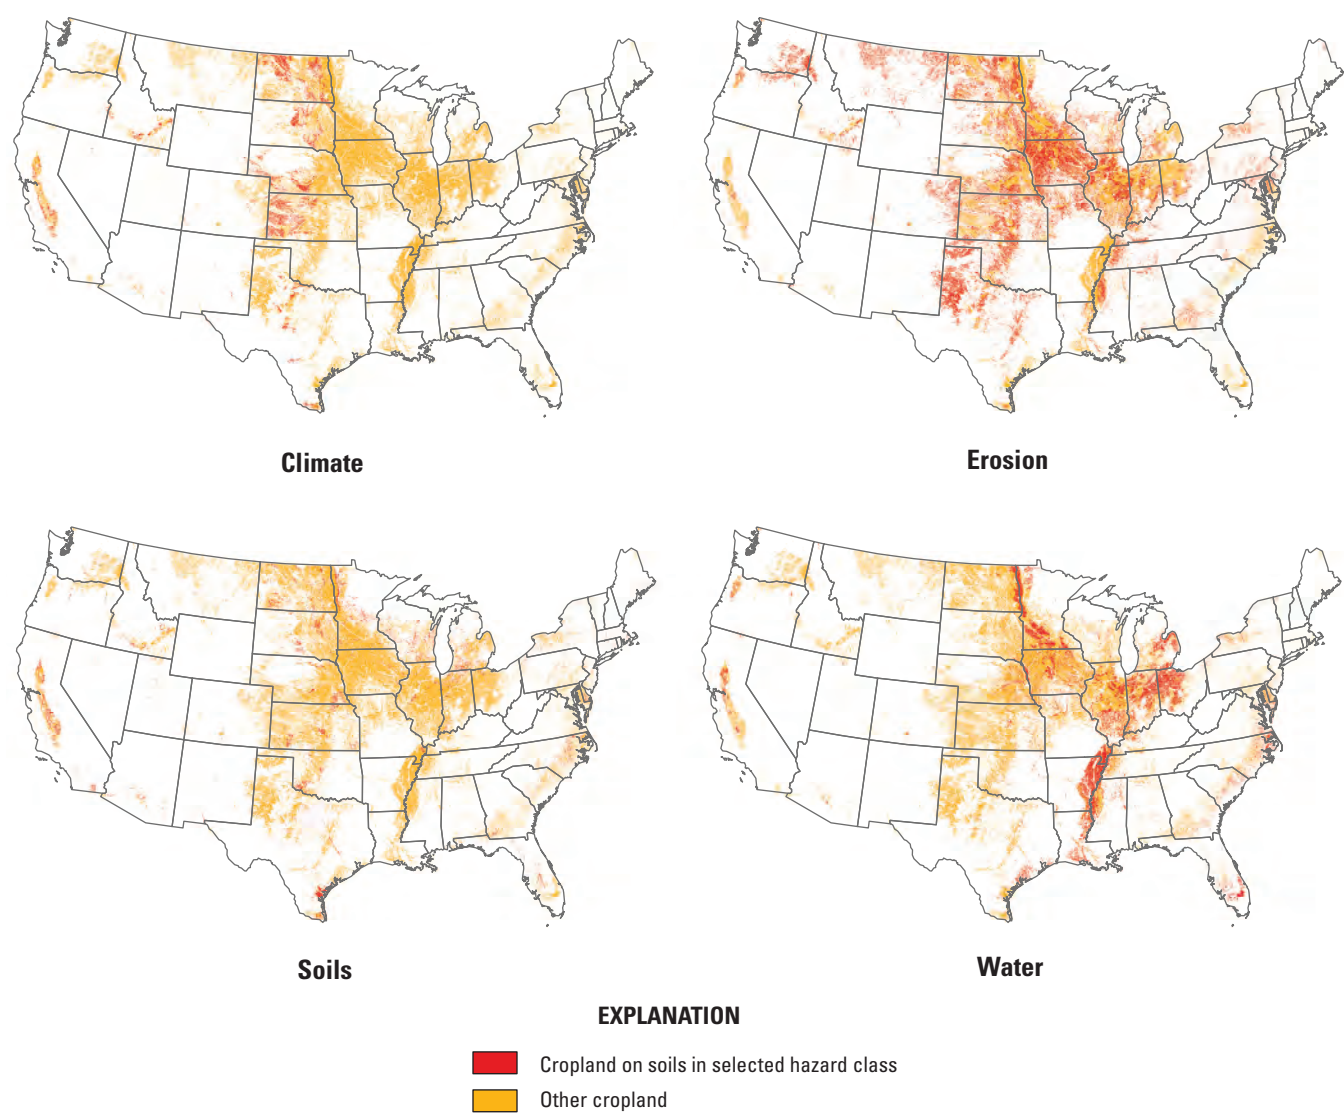 Climate
Erosion
Soils
Water
EXPLANATION
Cropland on soils in selected hazard class
Other cropland